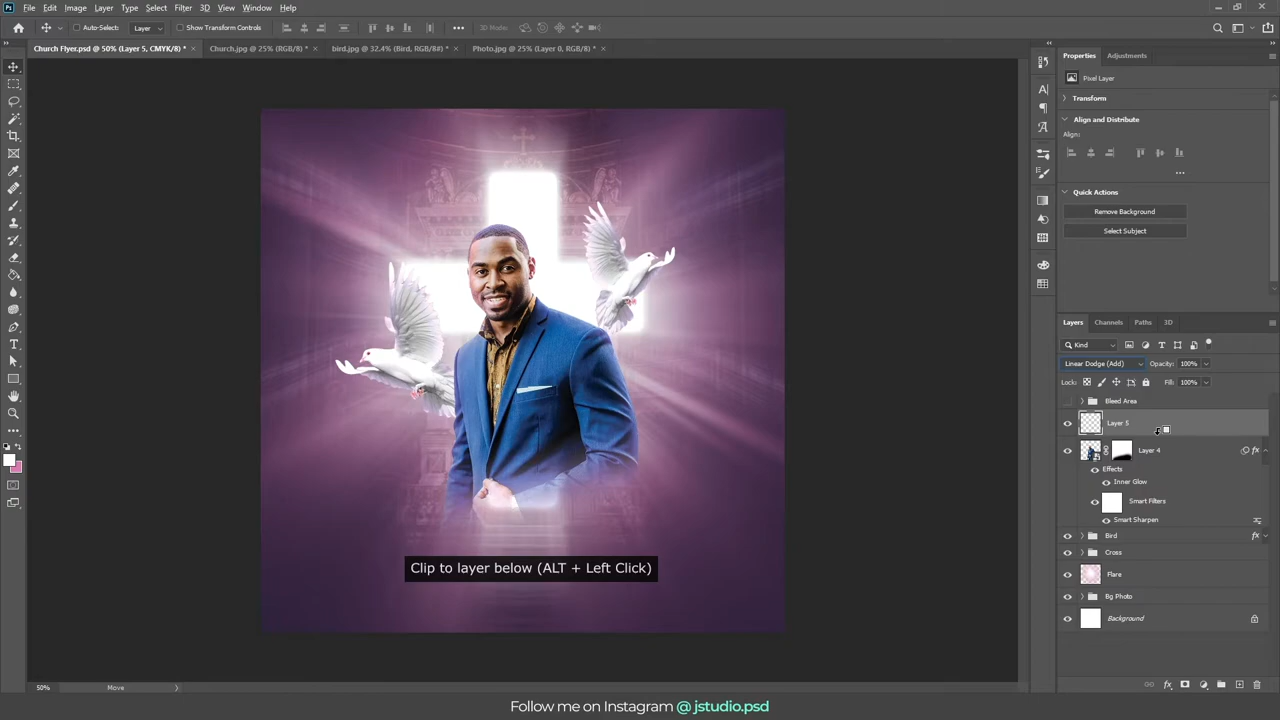 File Edit Image Layer Type Select Filter 3D View Window Help
Auto-Select: Layer Show Transform Controls 3D Mode:
Church Flyer.psd @ 50% (Layer 5, CMYK/8) * Church.jpg @ 25% (RGB/8) * bird.jpg @ 32.4% (Bird, RGB/8#) * Photo.jpg @ 25% (Layer 0, RGB/8) *
Properties Adjustments
Pixel Layer
Transform
Align and Distribute
Align:
Quick Actions
Remove Background
Select Subject
Layers Channels Paths 3D
Kind
Linear Dodge (Add) Opacity: 100%
Lock: Fill: 100%
Bleed Area
Layer 5
Layer 4 fx
Effects
Inner Glow
Smart Filters
Smart Sharpen
Bird fx
Cross
Flare
Bg Photo
Background
Clip to layer below (ALT + Left Click)
50% Move
Follow me on Instagram @ jstudio.psd